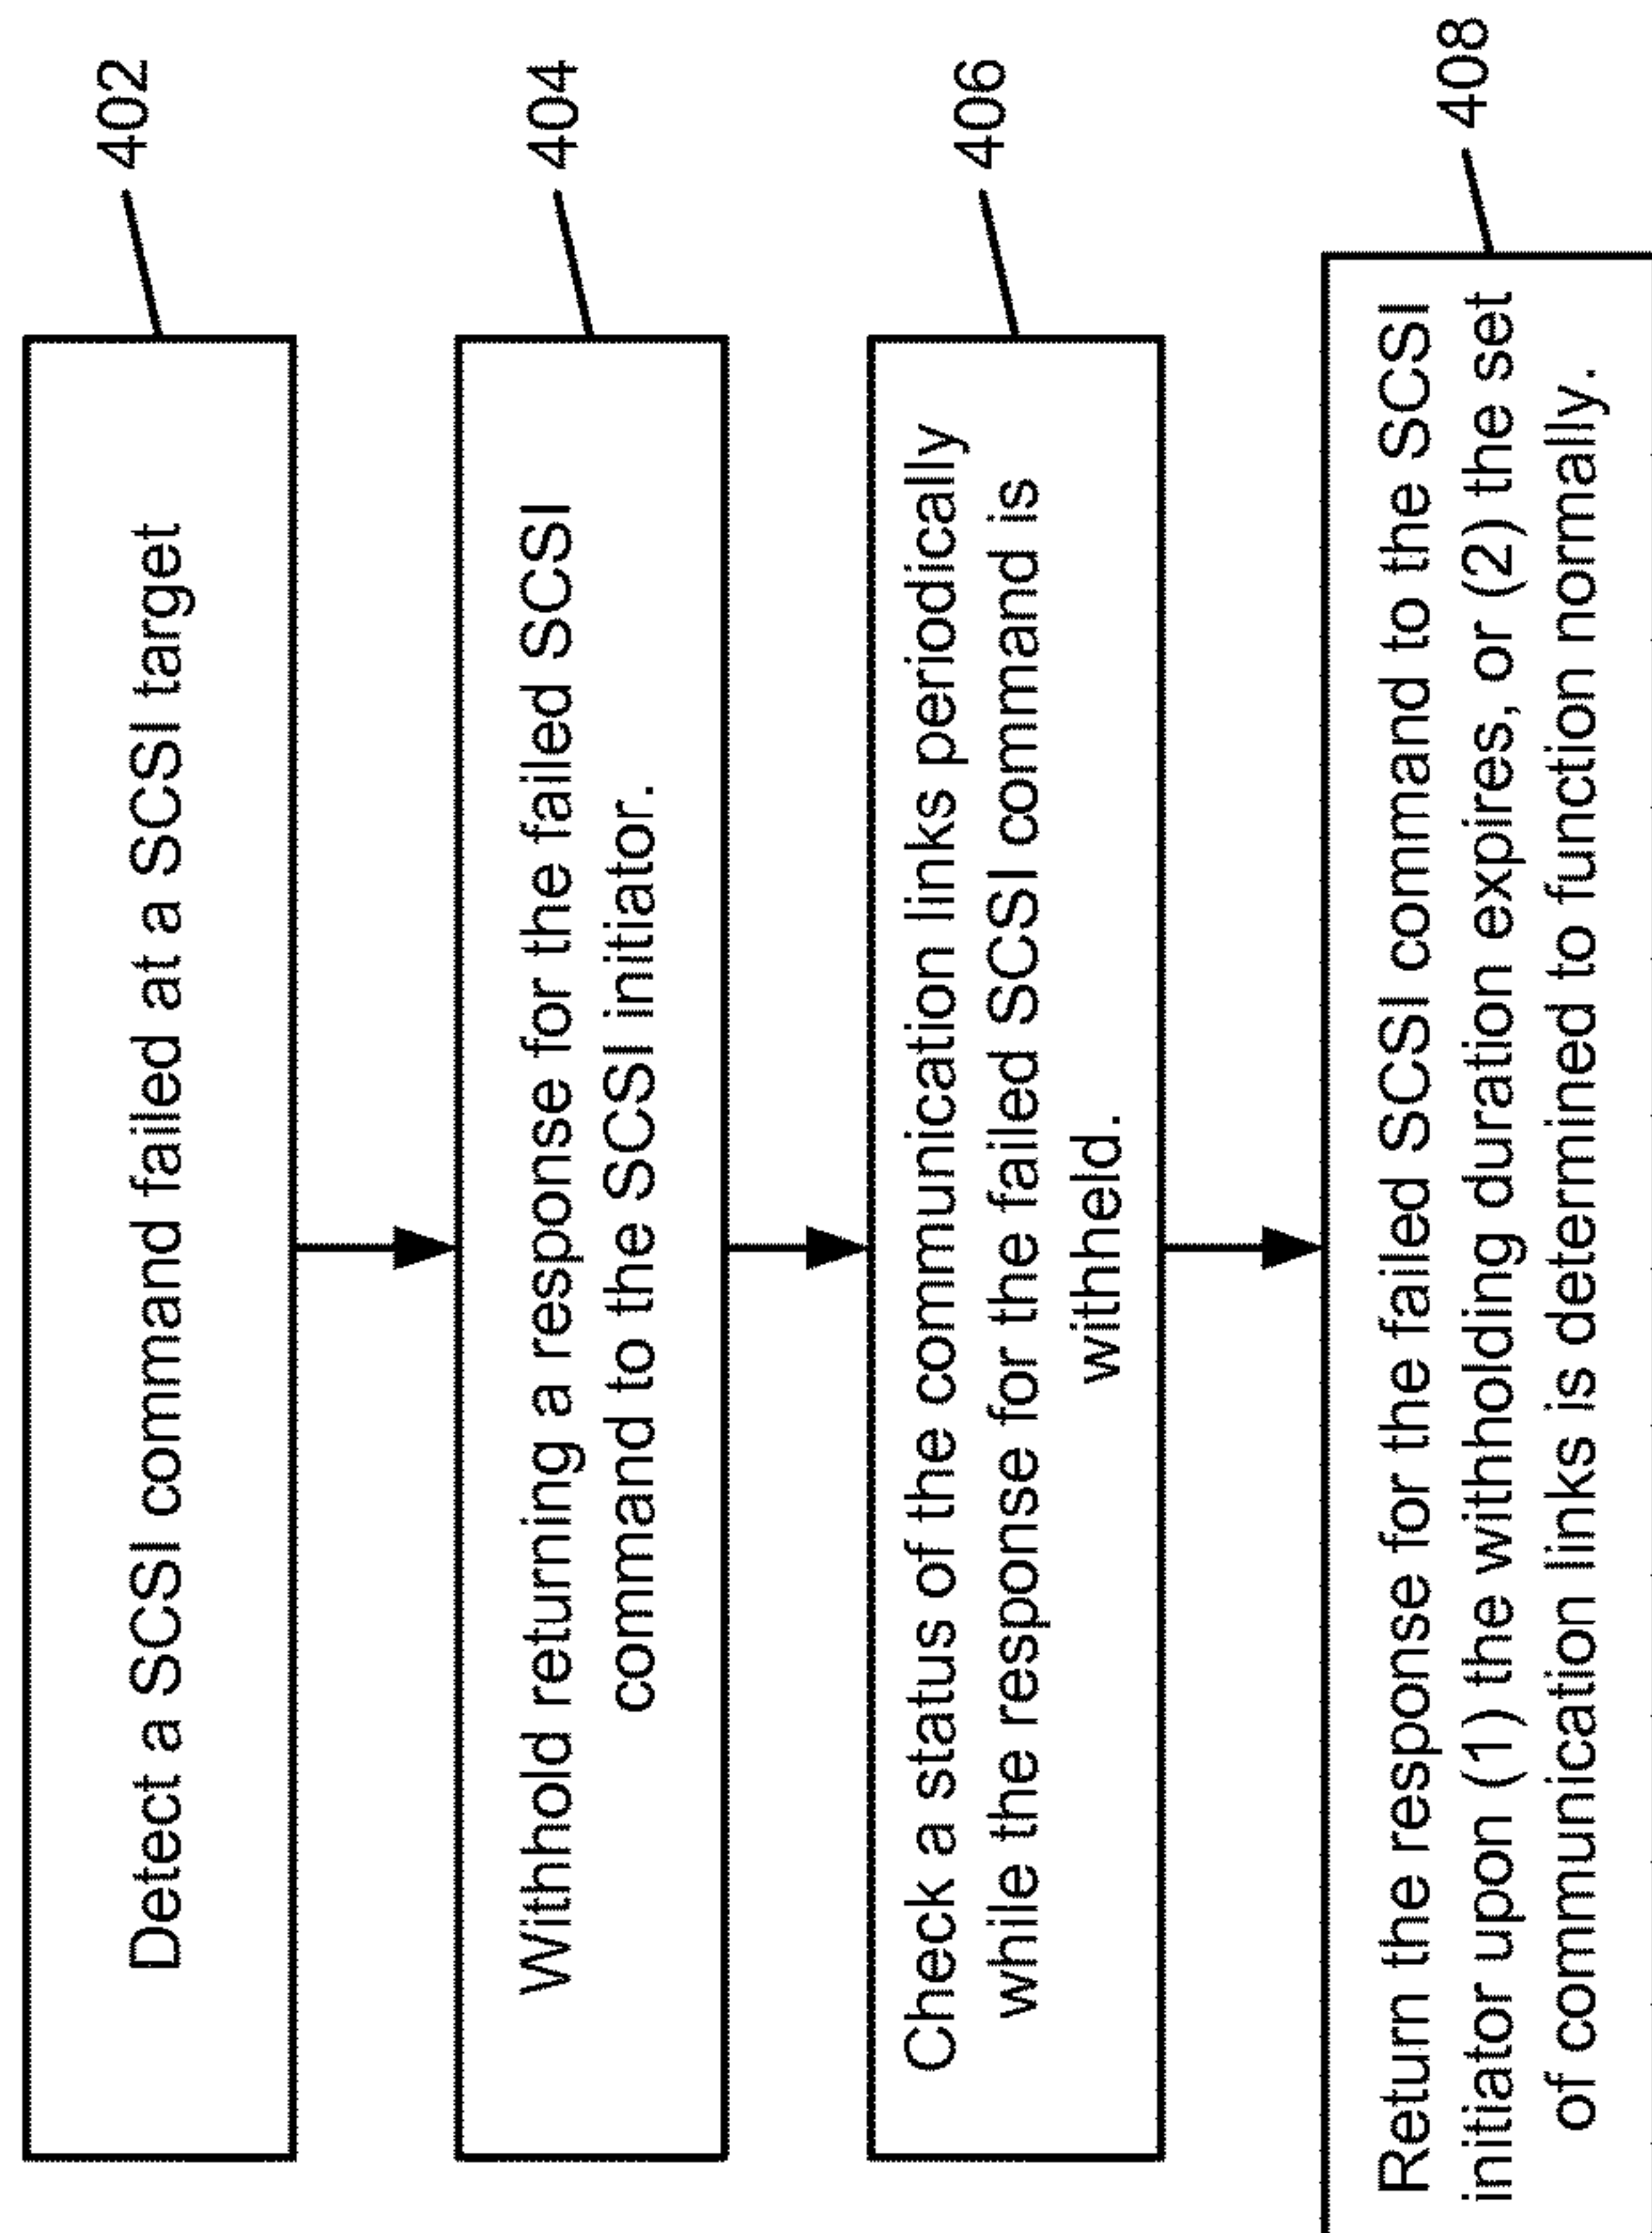 Detect a SCSI command failed at a SCSI target
402
Withhold returning a response for the failed SCSI
command to the SCSI initiator.
404
Check a status of the communication links periodically
while the response for the failed SCSI command is
withheld.
406
Return the response for the failed SCSI command to the SCSI
initiator upon (1) the withholding duration expires, or (2) the set
of communication links is determined to function normally.
408